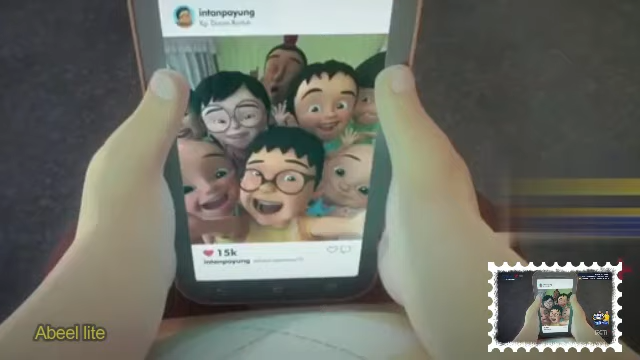 intanpayung
Kg. Durian Runtuh
15k
intanpayung
Abeel lite